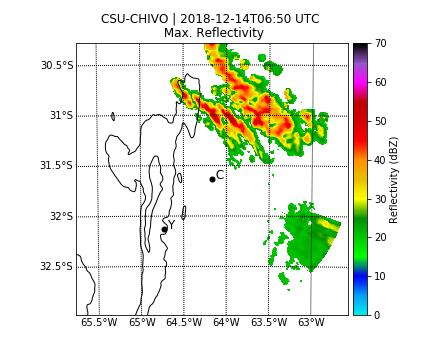 CSU-CHIVO | 2018-12-14T06:50 UTC
Max. Reflectivity
30.5°S
31°S
31.5°S
32°S
32.5°S
65.5°W 65°W 64.5°W 64°W 63.5°W 63°W
C
Y
70
60
50
40
30
20
10
0
Reflectivity (dBZ)